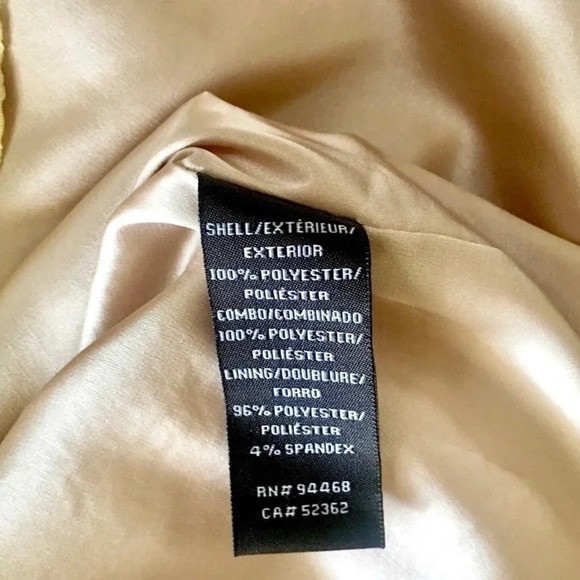 SHELL/EXTÉRIEUR/
EXTERIOR
100% POLYESTER/
POLIÉSTER
COMBO/COMBINADO
100% POLYESTER/
POLIÉSTER
LINING/DOUBLURE/
FORRO
96% POLYESTER/
POLIÉSTER
4% SPANDEX
RN# 94468
CA# 52362